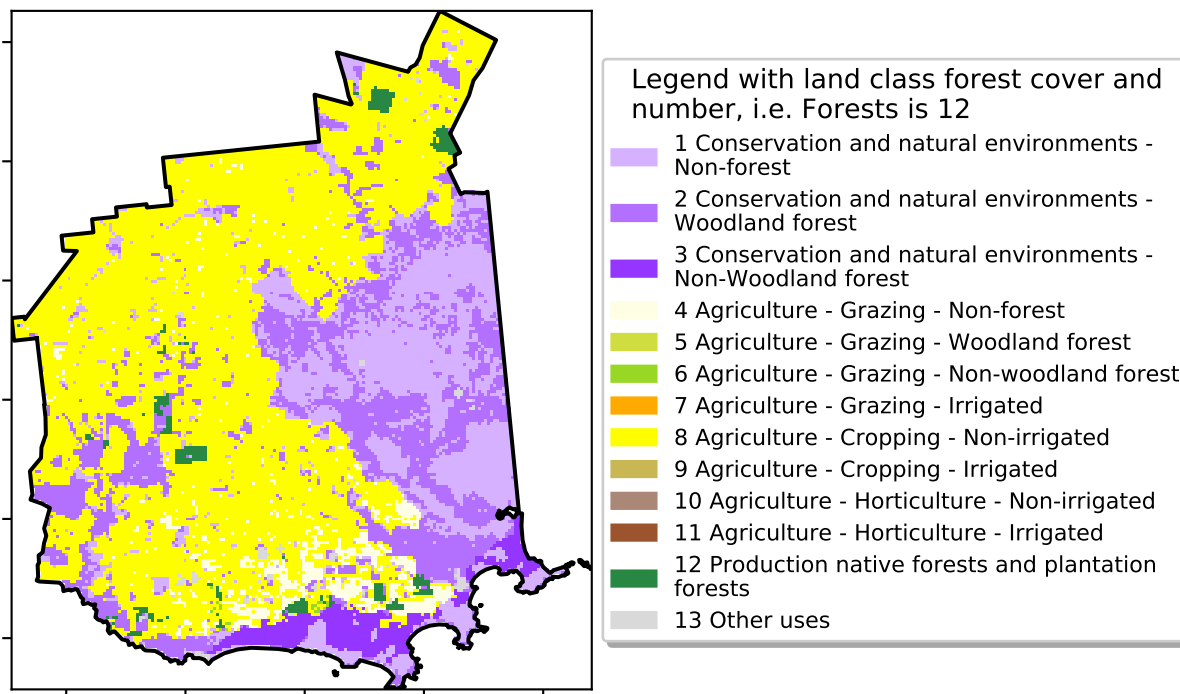 Legend with land class forest cover and
number, i.e. Forests is 12
1 Conservation and natural environments -
Non-forest
2 Conservation and natural environments -
Woodland forest
3 Conservation and natural environments -
Non-Woodland forest
4 Agriculture - Grazing - Non-forest
5 Agriculture - Grazing - Woodland forest
6 Agriculture - Grazing - Non-woodland forest
7 Agriculture - Grazing - Irrigated
8 Agriculture - Cropping - Non-irrigated
9 Agriculture - Cropping - Irrigated
10 Agriculture - Horticulture - Non-irrigated
11 Agriculture - Horticulture - Irrigated
12 Production native forests and plantation
forests
13 Other uses